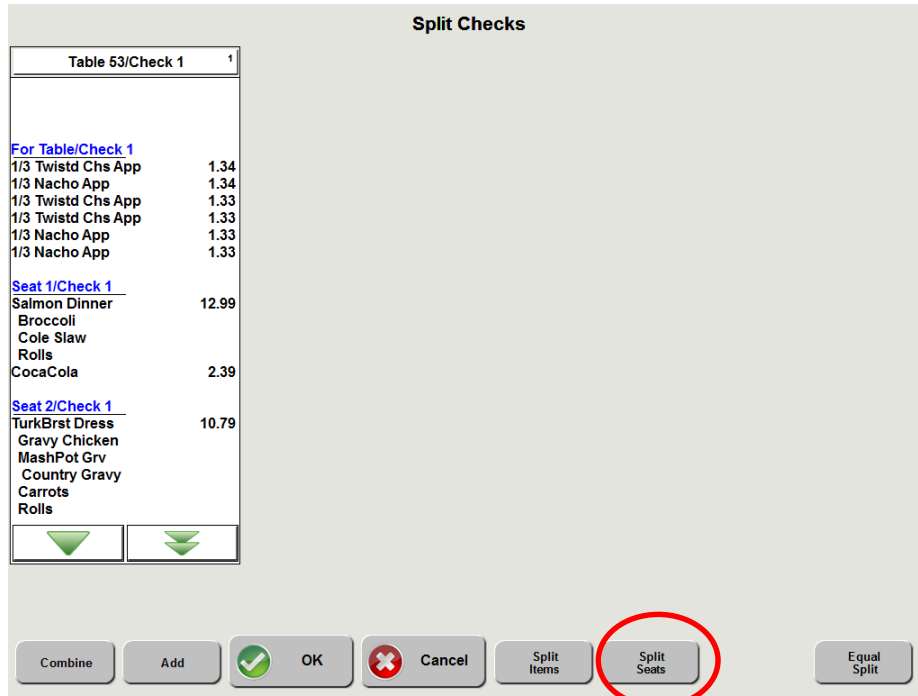 Split Checks
Table 53/Check 1 1
For Table/Check 1
1/3 Twistd Chs App 1.34
1/3 Nacho App 1.34
1/3 Twistd Chs App 1.33
1/3 Twistd Chs App 1.33
1/3 Nacho App 1.33
1/3 Nacho App 1.33
Seat 1/Check 1
Salmon Dinner 12.99
Broccoli
Cole Slaw
Rolls
CocaCola 2.39
Seat 2/Check 1
TurkBrst Dress 10.79
Gravy Chicken
MashPot Grv
Country Gravy
Carrots
Rolls
Combine
Add
OK
Cancel
Split
Items
Split
Seats
Equal
Split